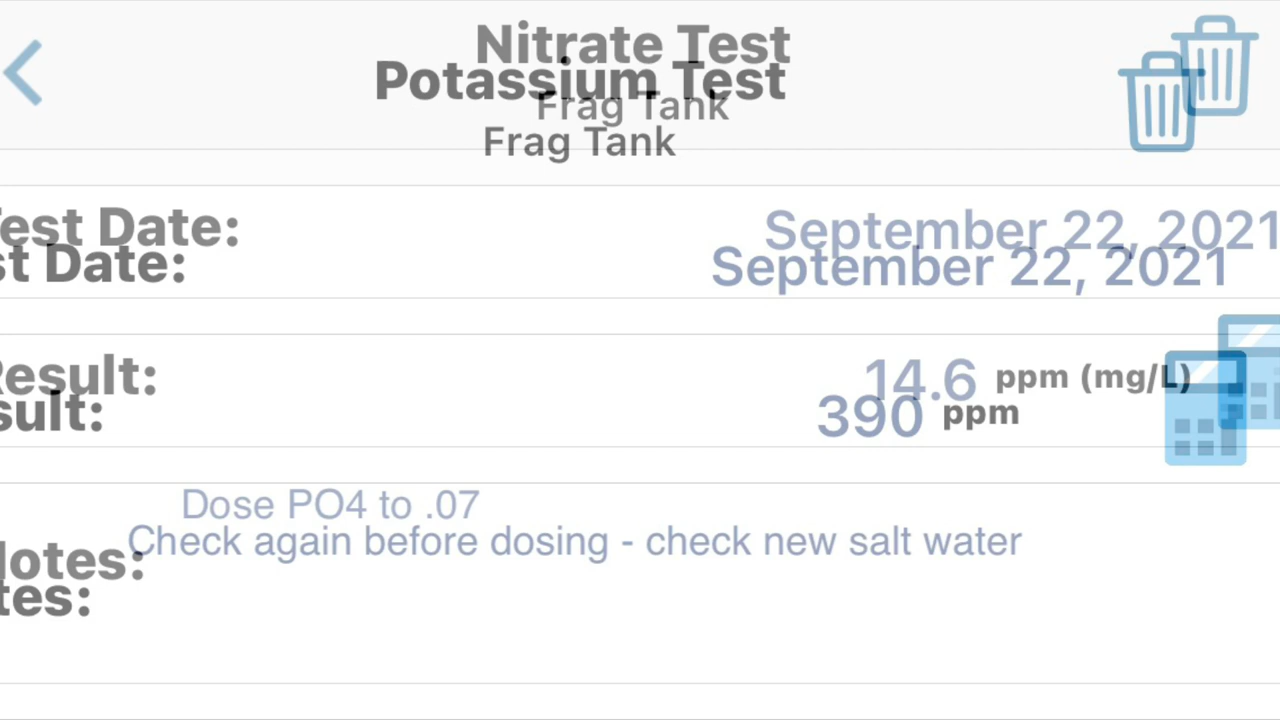 Nitrate Test
Potassium Test
Frag Tank
Frag Tank
Test Date: September 22, 2021
st Date: September 22, 2021
Result: 14.6 ppm (mg/L)
sult: 390 ppm
Dose PO4 to .07
Check again before dosing - check new salt water
Notes:
tes: